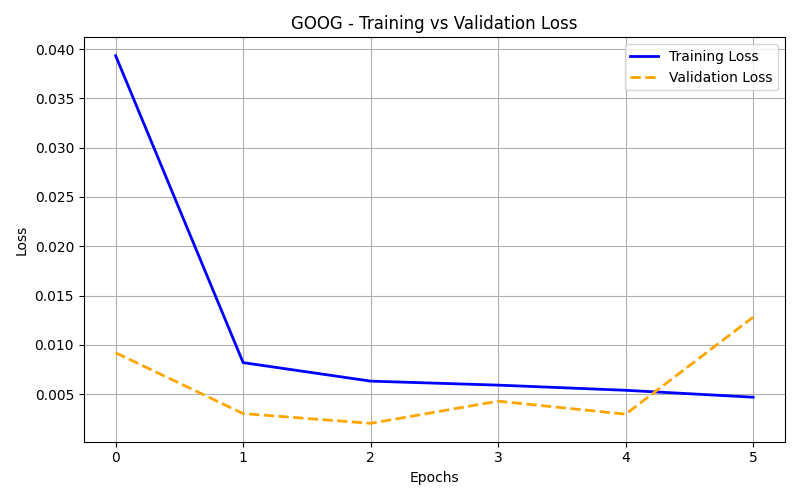 GOOG - Training vs Validation Loss
Training Loss
Validation Loss
0.040
0.035
0.030
0.025
0.020
0.015
0.010
0.005
Loss
0 1 2 3 4 5
Epochs